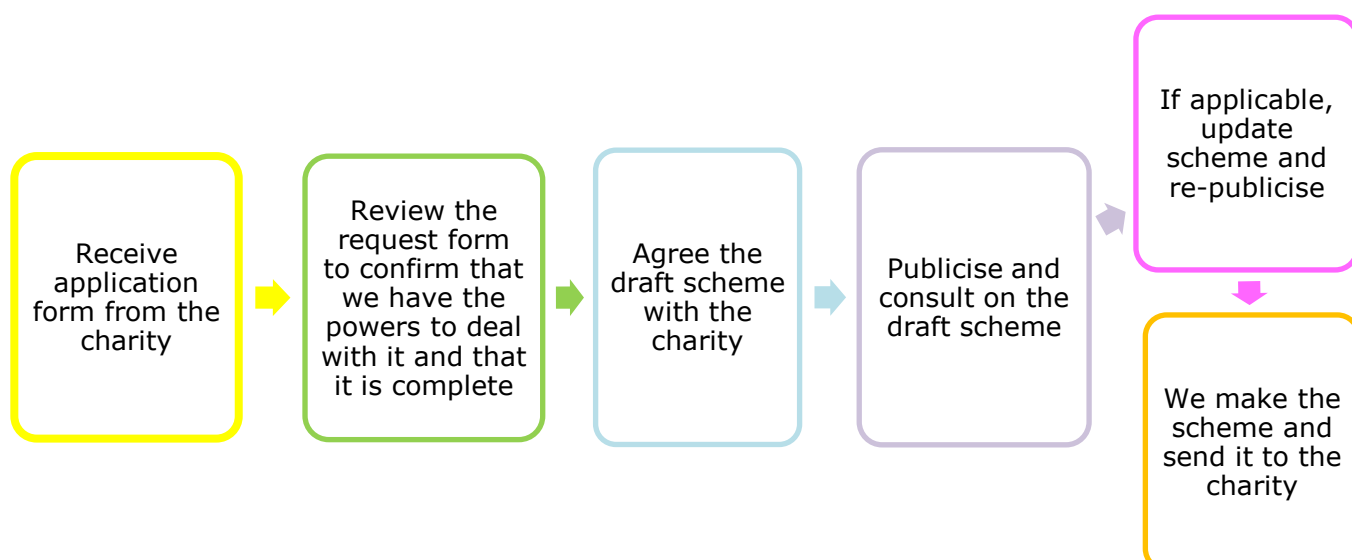 Receive
application
form from the
charity
Review the
request form
to confirm that
we have the
powers to deal
with it and that
it is complete
Agree the
draft scheme
with the
charity
Publicise and
consult on the
draft scheme
If applicable,
update
scheme and
re-publicise
We make the
scheme and
send it to the
charity